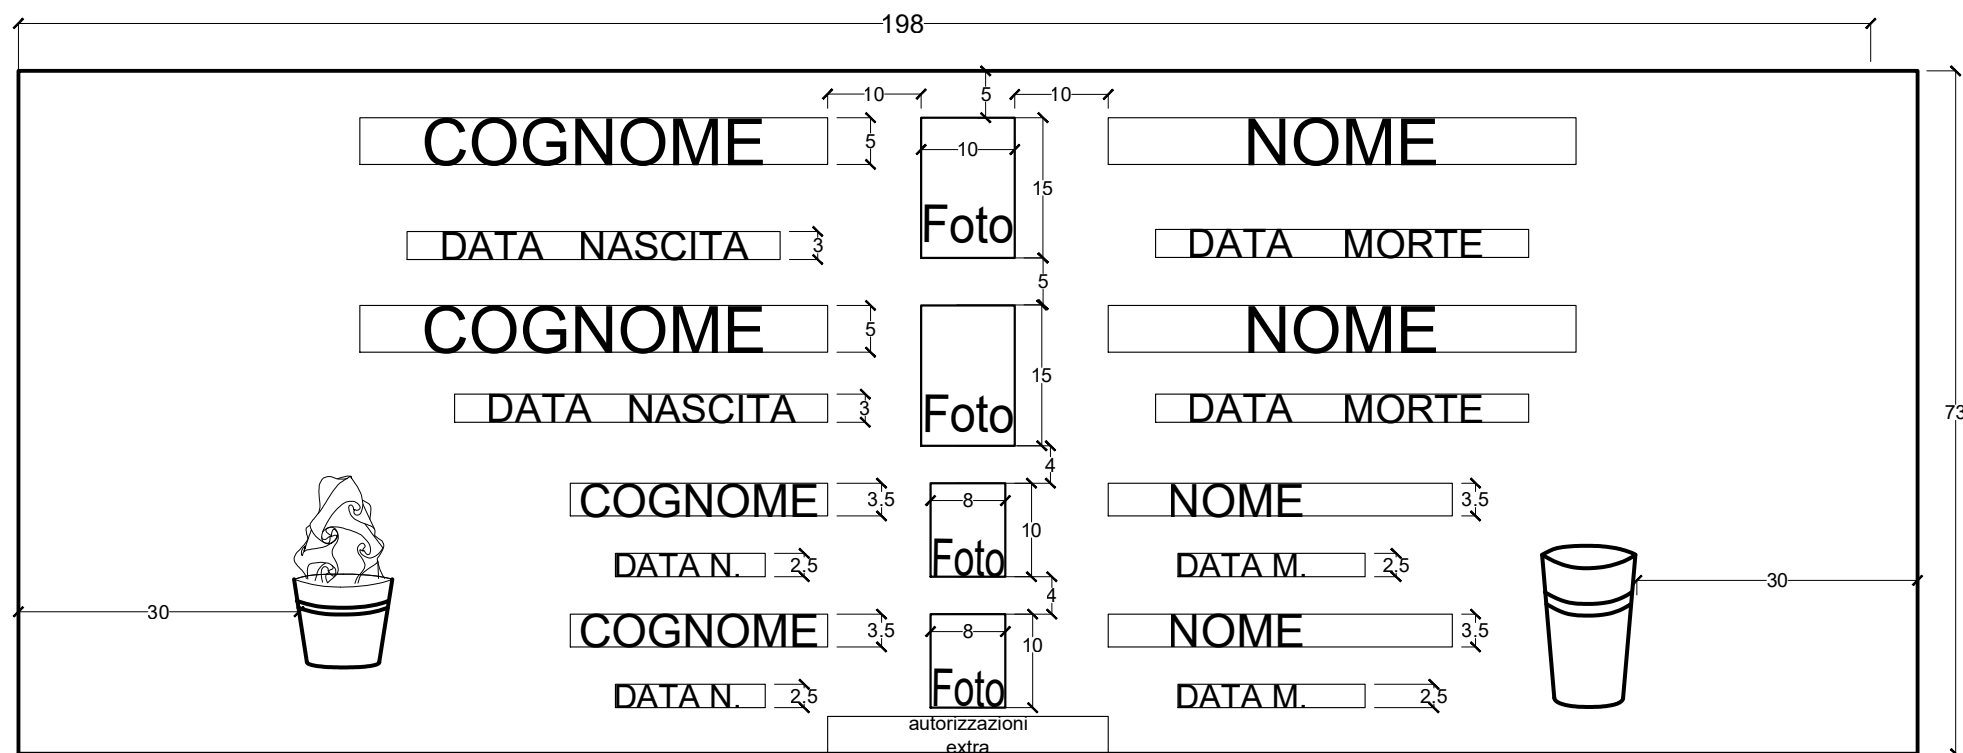 198
10 5 10
COGNOME 5 10 NOME
15
Foto
DATA NASCITA 3 DATA MORTE
5
COGNOME 5 NOME
15
DATA NASCITA 3 Foto DATA MORTE
73
4
COGNOME 3.5 8 NOME 3.5
10
DATA N. 2.5 Foto DATA M. 2.5
30
4
30
COGNOME 3.5 8 NOME 3.5
10
DATA N. 2.5 Foto DATA M. 2.5
autorizzazioni
extra